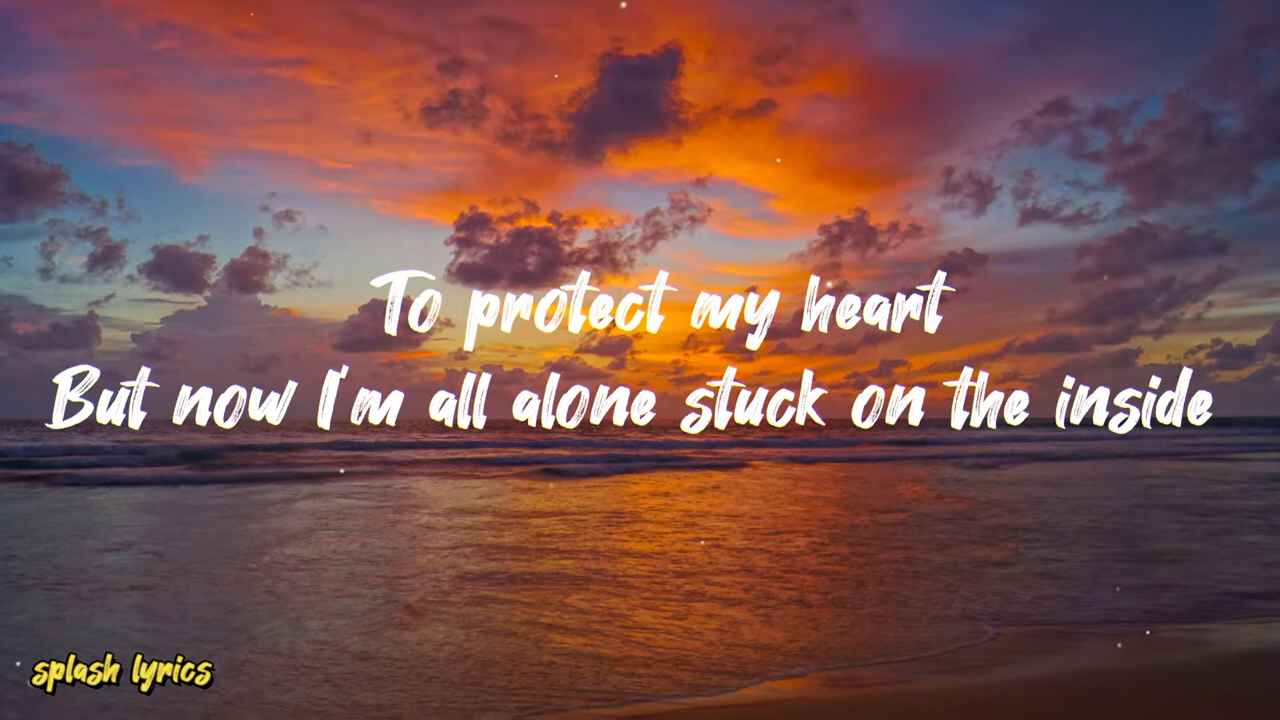 To protect my heart
But now I'm all alone stuck on the inside
splash lyrics